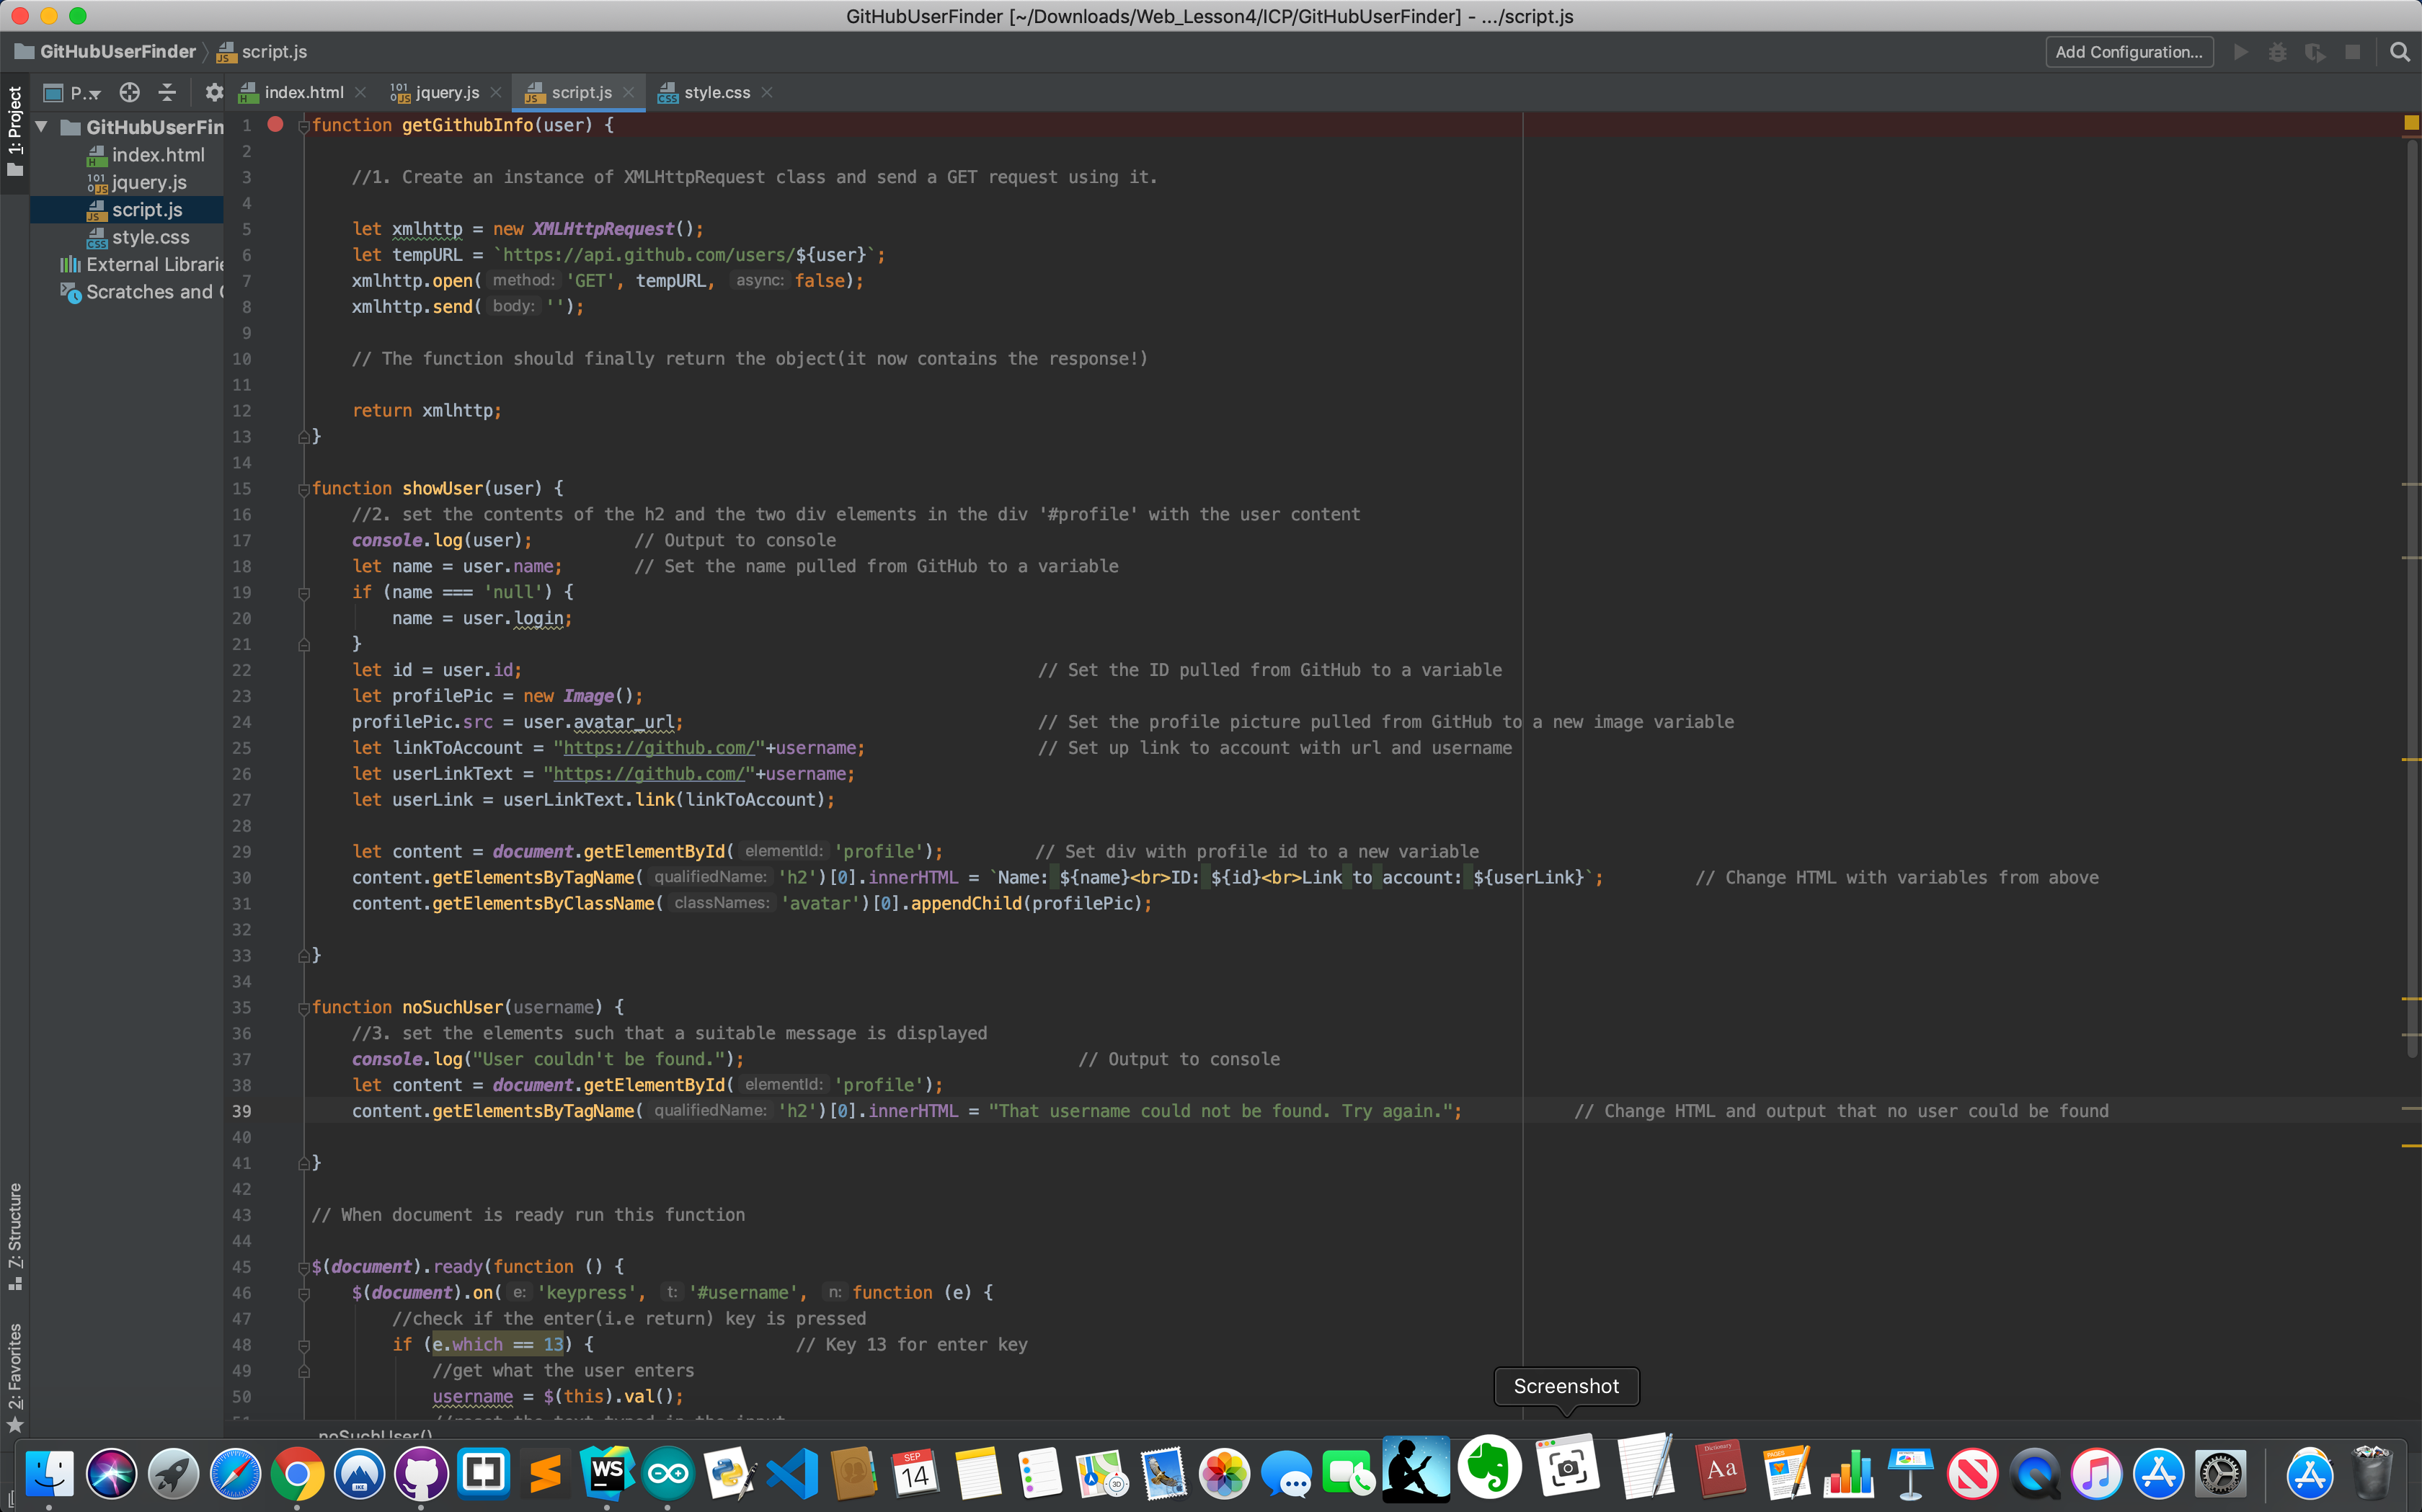 GitHubUserFinder [~/Downloads/Web_Lesson4/ICP/GitHubUserFinder] - .../script.js
GitHubUserFinder script.js Add Configuration...
P.. index.html jquery.js script.js style.css
1: Project
GitHubUserFin
index.html
jquery.js
script.js
style.css
External Librarie
Scratches and
7: Structure
2: Favorites
1 function getGithubInfo(user) {
2
3 //1. Create an instance of XMLHttpRequest class and send a GET request using it.
4
5 let xmlhttp = new XMLHttpRequest();
6 let tempURL = `https://api.github.com/users/${user}`;
7 xmlhttp.open( method: 'GET', tempURL, async: false);
8 xmlhttp.send( body: '');
9
10 // The function should finally return the object(it now contains the response!)
11
12 return xmlhttp;
13 }
14
15 function showUser(user) {
16 //2. set the contents of the h2 and the two div elements in the div '#profile' with the user content
17 console.log(user); // Output to console
18 let name = user.name; // Set the name pulled from GitHub to a variable
19 if (name === 'null') {
20 name = user.login;
21 }
22 let id = user.id; // Set the ID pulled from GitHub to a variable
23 let profilePic = new Image();
24 profilePic.src = user.avatar_url; // Set the profile picture pulled from GitHub to a new image variable
25 let linkToAccount = "https://github.com/"+username; // Set up link to account with url and username
26 let userLinkText = "https://github.com/"+username;
27 let userLink = userLinkText.link(linkToAccount);
28
29 let content = document.getElementById( elementId: 'profile'); // Set div with profile id to a new variable
30 content.getElementsByTagName( qualifiedName: 'h2')[0].innerHTML = `Name: ${name}<br>ID: ${id}<br>Link to account: ${userLink}`; // Change HTML with variables from above
31 content.getElementsByClassName( classNames: 'avatar')[0].appendChild(profilePic);
32
33 }
34
35 function noSuchUser(username) {
36 //3. set the elements such that a suitable message is displayed
37 console.log("User couldn't be found."); // Output to console
38 let content = document.getElementById( elementId: 'profile');
39 content.getElementsByTagName( qualifiedName: 'h2')[0].innerHTML = "That username could not be found. Try again."; // Change HTML and output that no user could be found
40
41 }
42
43 // When document is ready run this function
44
45 $(document).ready(function () {
46 $(document).on( e: 'keypress', t: '#username', n: function (e) {
47 //check if the enter(i.e return) key is pressed
48 if (e.which == 13) { // Key 13 for enter key
49 //get what the user enters
50 username = $(this).val();
51 //reset the text typed in the input
noSuchUser()
Screenshot
IKE
WS
SEP
14
3D
Dictionary
Aa
PAGES